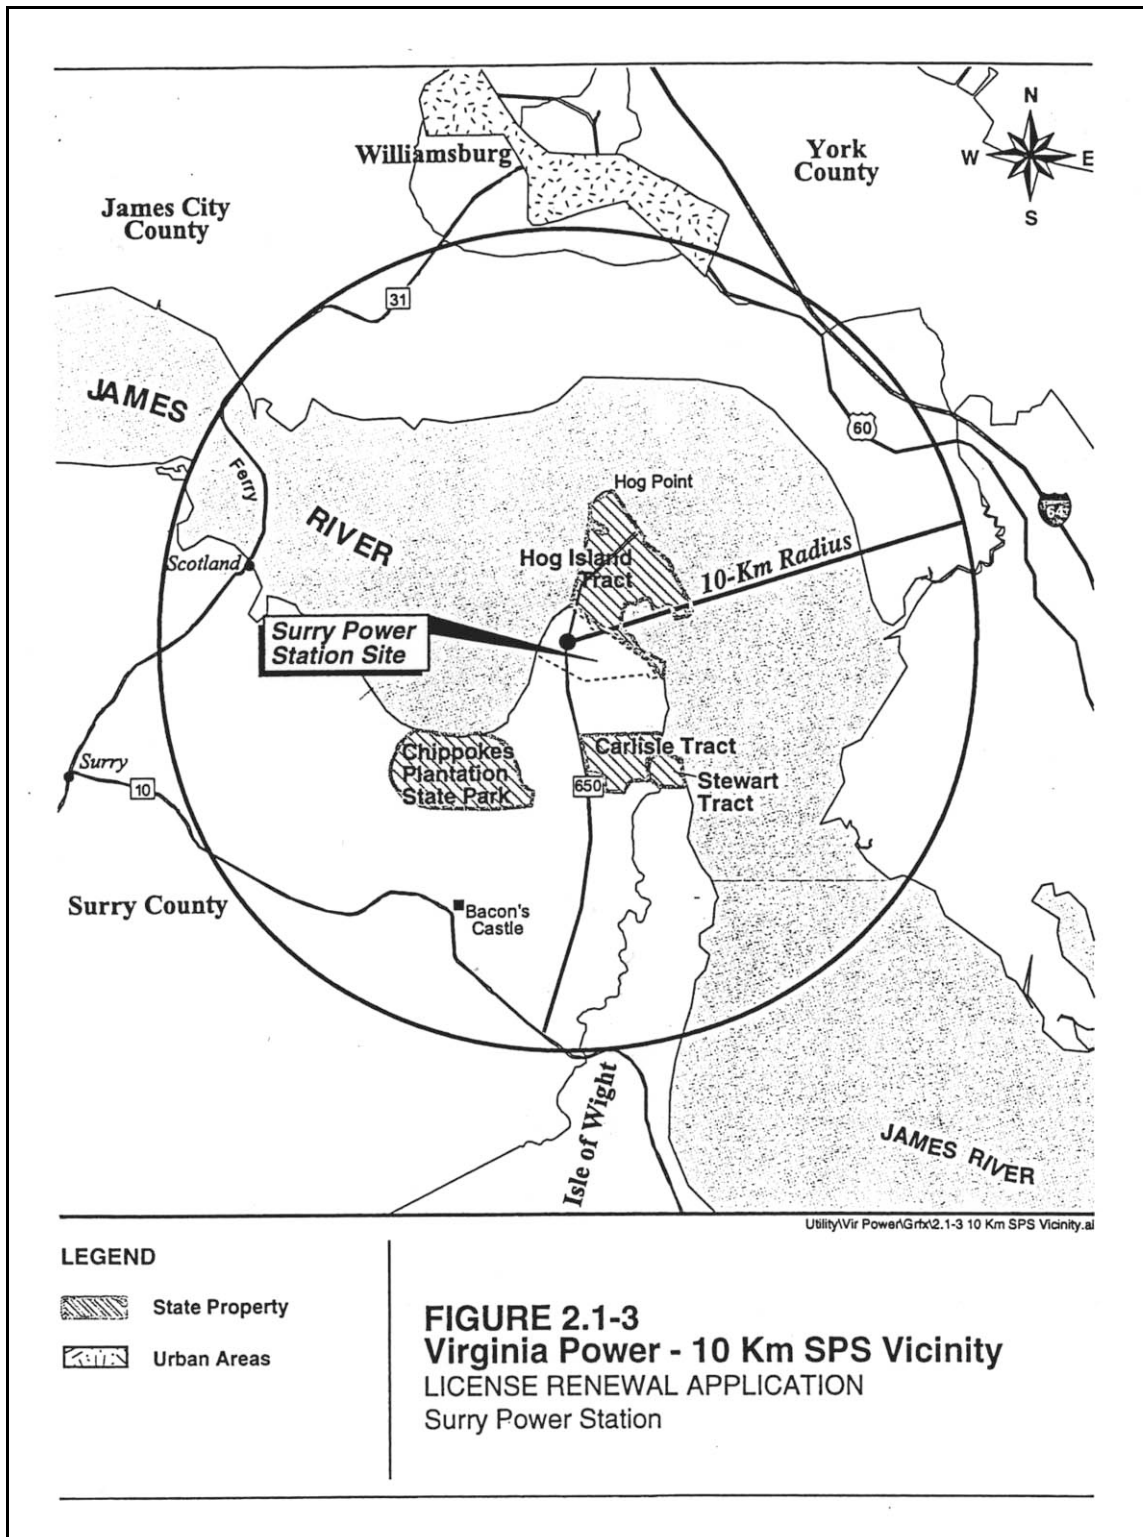 N
W E
S
Williamsburg
York
County
James City
County
31
JAMES
RIVER
Ferry
60
64
Hog Point
Hog Island
Tract
10-Km Radius
Scotland
Surry Power
Station Site
Surry
10
Chippokes
Plantation
State Park
Carlisle Tract
650
Stewart
Tract
Surry County
Bacon's
Castle
Isle of Wight
JAMES RIVER
Utility\Vir Power\Grfx\2.1-3 10 Km SPS Vicinity.ai
LEGEND
State Property
Urban Areas
FIGURE 2.1-3
Virginia Power - 10 Km SPS Vicinity
LICENSE RENEWAL APPLICATION
Surry Power Station